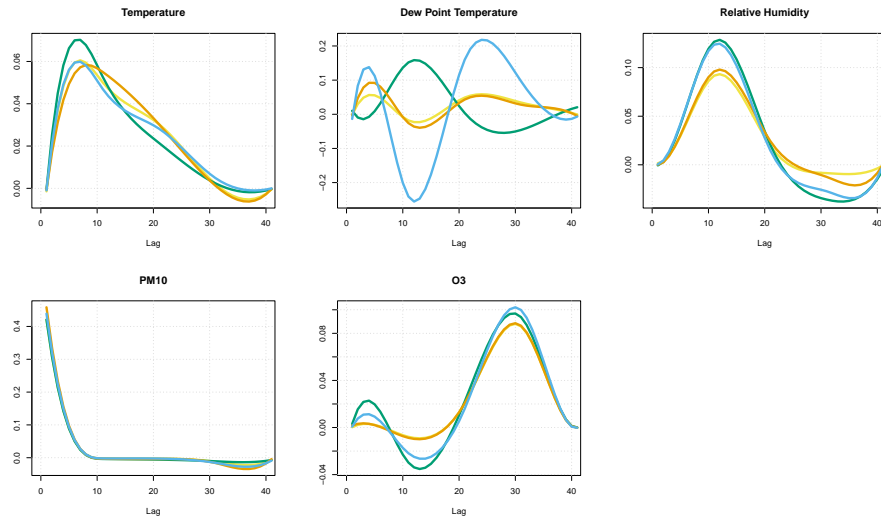 Temperature
Dew Point Temperature
Relative Humidity
0.00 0.02 0.04 0.06
0 10 20 30 40
Lag
-0.2 -0.1 0.0 0.1 0.2
0 10 20 30 40
Lag
0.00 0.05 0.10
0 10 20 30 40
Lag
PM10
O3
0.0 0.1 0.2 0.3 0.4
0 10 20 30 40
Lag
-0.04 0.00 0.04 0.08
0 10 20 30 40
Lag